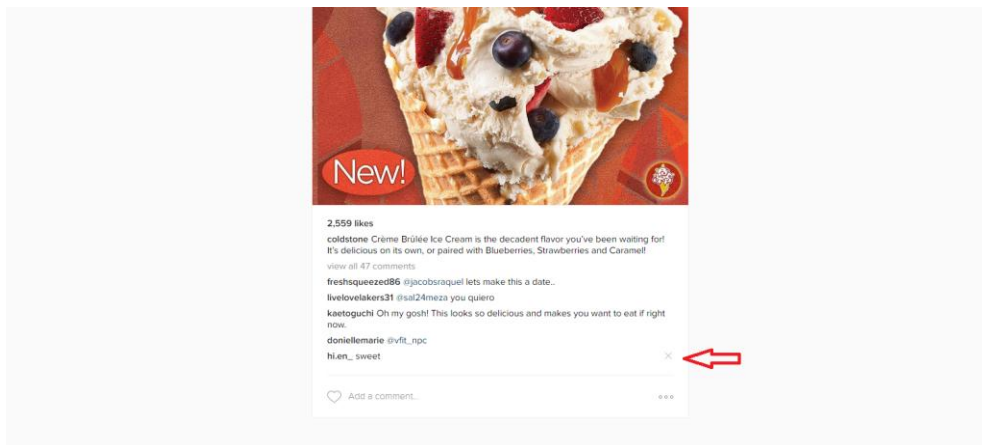 New!
2,559 likes
coldstone Crème Brûlée Ice Cream is the decadent flavor you've been waiting for!
It's delicious on its own, or paired with Blueberries, Strawberries and Caramel!
view all 47 comments
freshsqueezed86 @jacobsraquel lets make this a date..
livelovelakers31 @sal24meza you quiero
kaetoguchi Oh my gosh! This looks so delicious and makes you want to eat if right
now.
doniellemarie @vfit_npc
hi.en_ sweet
Add a comment...